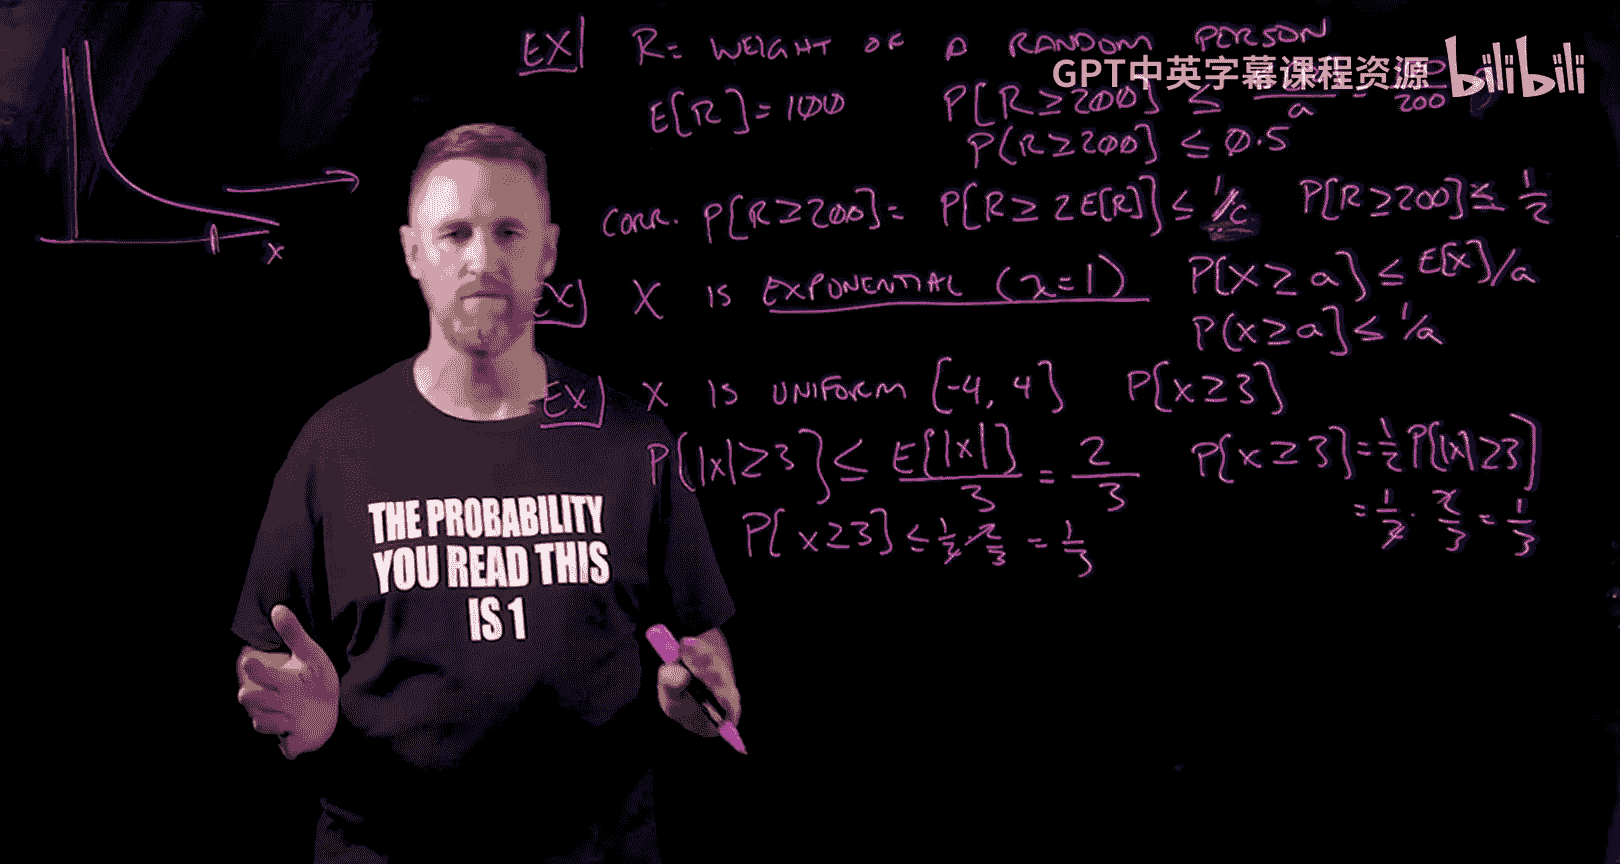 EX R = WEIGHT OF A RANDOM PERSON
GPT中英字幕课程资源 bilibili
E[R] = 100 P[R ≥ 200] ≤ /a 200
P[R ≥ 200] ≤ 0.5
CORR. P[R ≥ 200] = P[R ≥ 2E[R]] ≤ 1/c P[R ≥ 200] ≤ 1/2
EX X IS EXPONENTIAL (λ=1) P[X ≥ a] ≤ E[X]/a
P[X ≥ a] ≤ 1/a
EX X IS UNIFORM [-4, 4] P[X ≥ 3]
P[|X| ≥ 3] ≤ E[|X|]/3 = 2/3 P[X ≥ 3] = 1/2 P[|X| ≥ 3]
= 1/2 · 2/3 = 1/3
P[X ≥ 3] ≤ 1/2 · 2/3 = 1/3
x
THE PROBABILITY
YOU READ THIS
IS 1